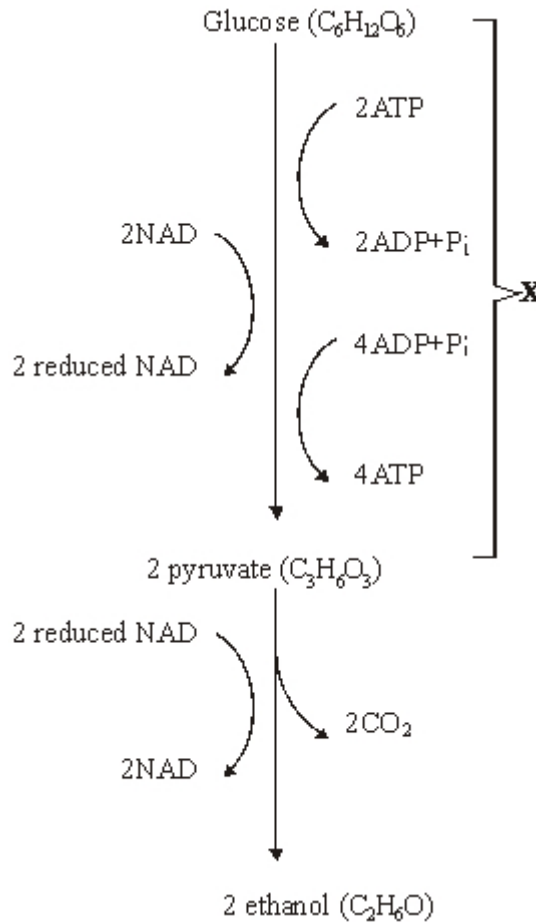 Glucose (C₆H₁₂O₆)
2ATP
2NAD
2ADP+Pᵢ
X
2 reduced NAD
4ADP+Pᵢ
4ATP
2 pyruvate (C₃H₆O₃)
2 reduced NAD
2CO₂
2NAD
2 ethanol (C₂H₆O)